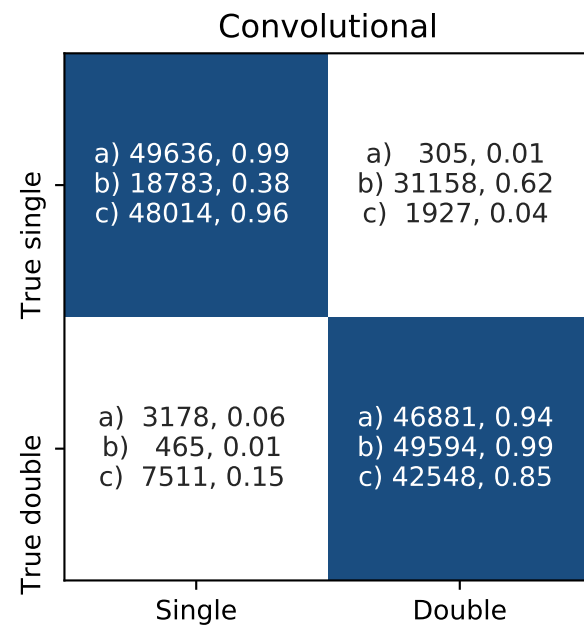 Convolutional
True single
a) 49636, 0.99
b) 18783, 0.38
c) 48014, 0.96
a) 305, 0.01
b) 31158, 0.62
c) 1927, 0.04
True double
a) 3178, 0.06
b) 465, 0.01
c) 7511, 0.15
a) 46881, 0.94
b) 49594, 0.99
c) 42548, 0.85
Single
Double